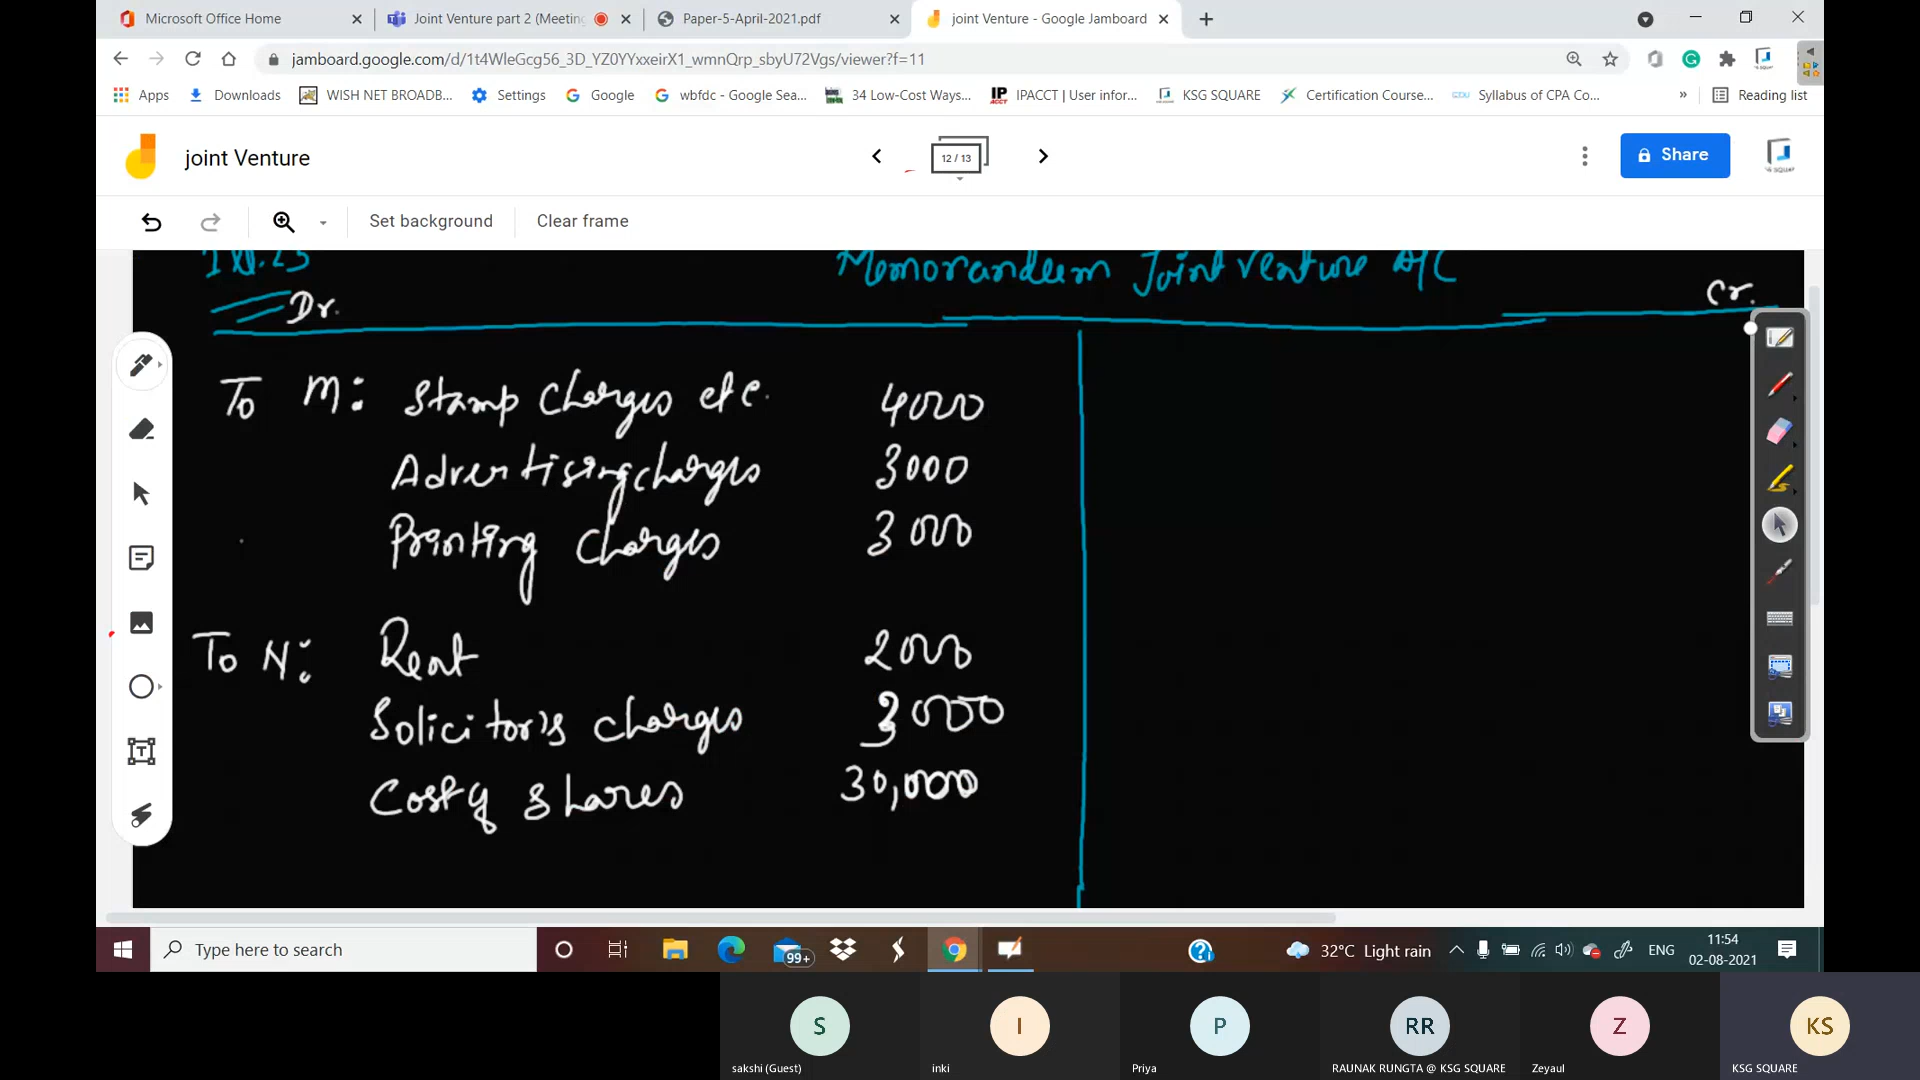 Microsoft Office Home
Joint Venture part 2 (Meetin
Paper-5-April-2021.pdf
joint Venture - Google Jamboard
jamboard.google.com/d/1t4WleGcg56_3D_YZ0YYxxeirX1_wmnQrp_sbyU72Vgs/viewer?f=11
Apps
Downloads
WISH NET BROADB...
Settings
Google
wbfdc - Google Sea...
34 Low-Cost Ways...
IPACCT | User infor...
KSG SQUARE
Certification Course...
Syllabus of CPA Co...
»
Reading list
joint Venture
12 / 13
Share
Set background
Clear frame
Memorandum Joint Venture A/C
Dr.
Cr.
To M: Stamp charges etc. 4000
Advertising charges 3000
Printing charges 3000
To N: Rent 2000
Solicitor's charges 3000
Cost of shares 30,000
Type here to search
99+
32°C Light rain
ENG
11:54
02-08-2021
S
I
P
RR
Z
KS
sakshi (Guest)
inki
Priya
RAUNAK RUNGTA @ KSG SQUARE
Zeyaul
KSG SQUARE